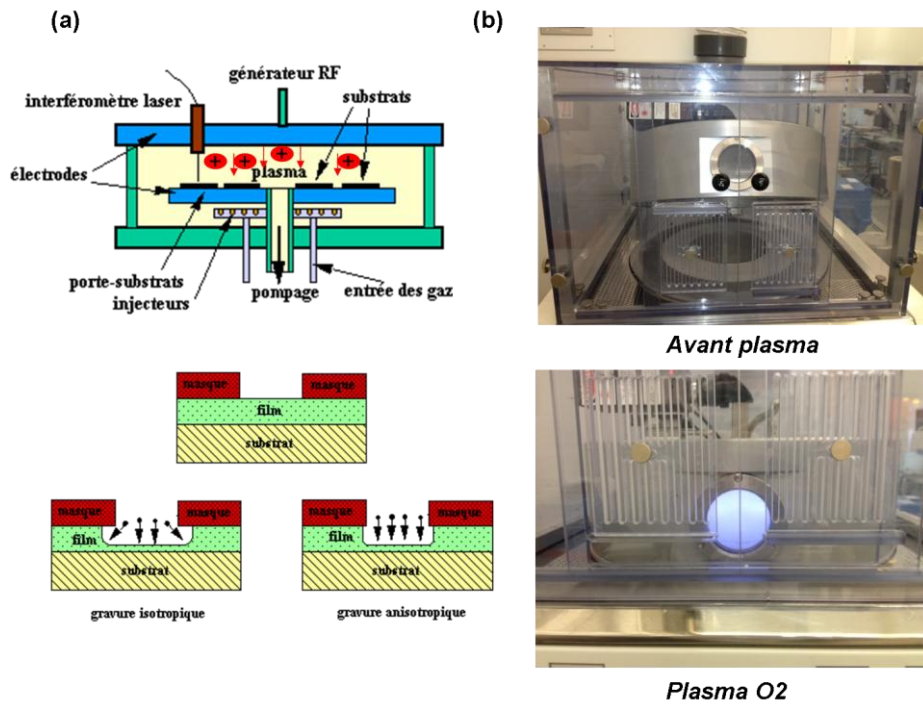 (a)
(b)
générateur RF
interféromètre laser
substrats
électrodes
plasma
porte-substrats
injecteurs
pompage
entrée des gaz
Avant plasma
masque
masque
film
substrat
masque
masque
film
substrat
gravure isotropique
masque
masque
film
substrat
gravure anisotropique
Plasma O2